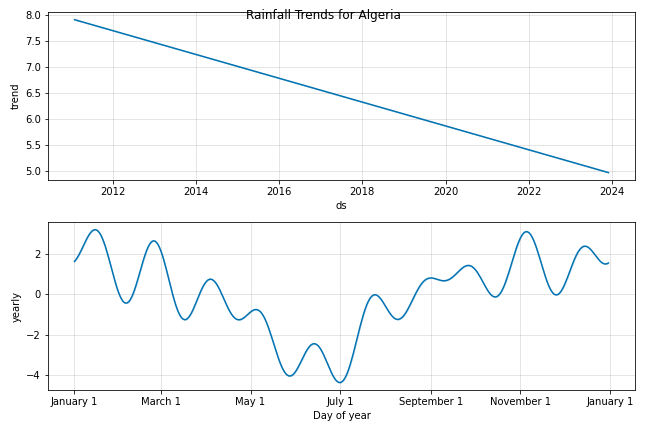 Rainfall Trends for Algeria
8.0
7.5
7.0
6.5
6.0
5.5
5.0
trend
2012 2014 2016 2018 2020 2022 2024
ds
2
0
−2
−4
yearly
January 1 March 1 May 1 July 1 September 1 November 1 January 1
Day of year